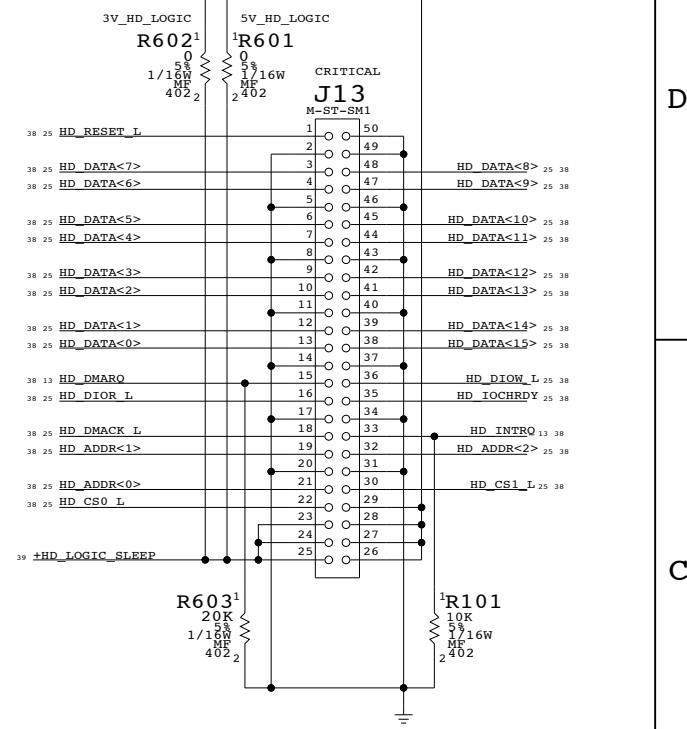 3V_HD_LOGIC 5V_HD_LOGIC
R602 1 1 R601
0 0
5% 5%
1/16W 1/16W
MF MF
402 2 2 402
CRITICAL
J13
M-ST-SM1
D
38 25 HD_RESET_L 1 50
2 49
38 25 HD_DATA<7> 3 48 HD_DATA<8> 25 38
38 25 HD_DATA<6> 4 47 HD_DATA<9> 25 38
5 46
38 25 HD_DATA<5> 6 45 HD_DATA<10> 25 38
38 25 HD_DATA<4> 7 44 HD_DATA<11> 25 38
8 43
38 25 HD_DATA<3> 9 42 HD_DATA<12> 25 38
38 25 HD_DATA<2> 10 41 HD_DATA<13> 25 38
11 40
38 25 HD_DATA<1> 12 39 HD_DATA<14> 25 38
38 25 HD_DATA<0> 13 38 HD_DATA<15> 25 38
14 37
38 13 HD_DMARQ 15 36 HD_DIOW_L 25 38
38 25 HD_DIOR_L 16 35 HD_IOCHRDY 25 38
17 34
38 25 HD_DMACK_L 18 33 HD_INTRQ 13 38
38 25 HD_ADDR<1> 19 32 HD_ADDR<2> 25 38
20 31
38 25 HD_ADDR<0> 21 30 HD_CS1_L 25 38
38 25 HD_CS0_L 22 29
23 28
24 27
39 +HD_LOGIC_SLEEP 25 26
C
R603 1 1 R101
20K 10K
5% 5%
1/16W 1/16W
MF MF
402 2 2 402